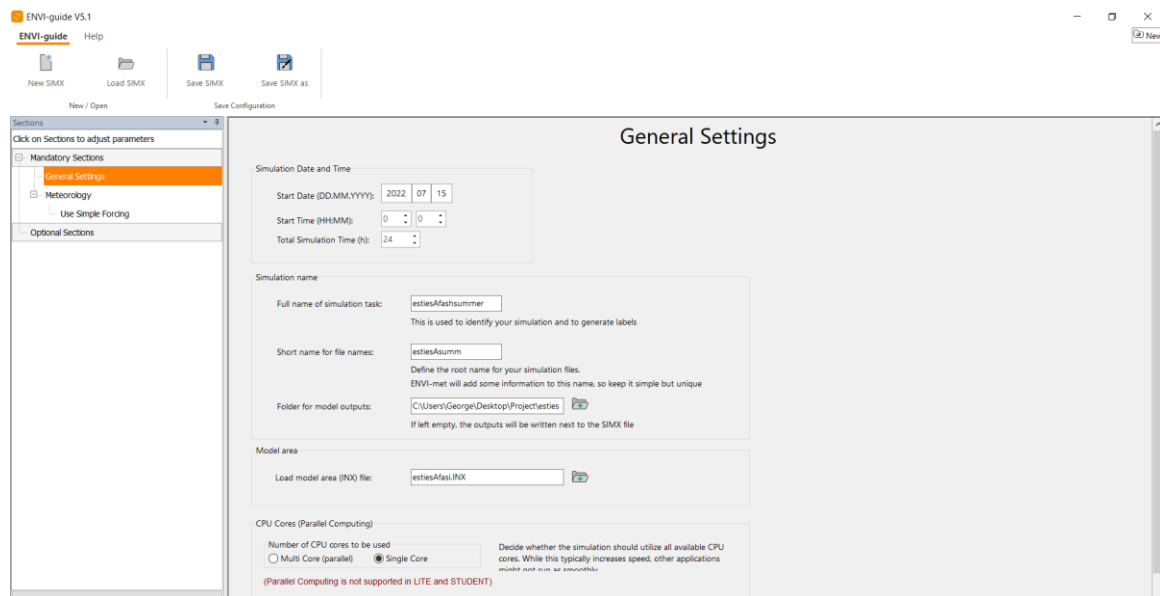 ENVI-guide V5.1
ENVI-guide Help
New
New SIMX Load SIMX Save SIMX Save SIMX as
New / Open Save Configuration
Sections
Click on Sections to adjust parameters
Mandatory Sections
General Settings
Meteorology
Use Simple Forcing
Optional Sections
General Settings
Simulation Date and Time
Start Date (DD.MM.YYYY): 2022 07 15
Start Time (HH:MM): 0 0
Total Simulation Time (h): 24
Simulation name
Full name of simulation task: estiesAfashsummer
This is used to identify your simulation and to generate labels
Short name for file names: estiesAsumm
Define the root name for your simulation files.
ENVI-met will add some information to this name, so keep it simple but unique
Folder for model outputs: C:\Users\George\Desktop\Project\esties
If left empty, the outputs will be written next to the SIMX file
Model area
Load model area (INX) file: estiesAfasi.INX
CPU Cores (Parallel Computing)
Number of CPU cores to be used
Multi Core (parallel) Single Core
Decide whether the simulation should utilize all available CPU
cores. While this typically increases speed, other applications
might not run as smoothly.
(Parallel Computing is not supported in LITE and STUDENT)